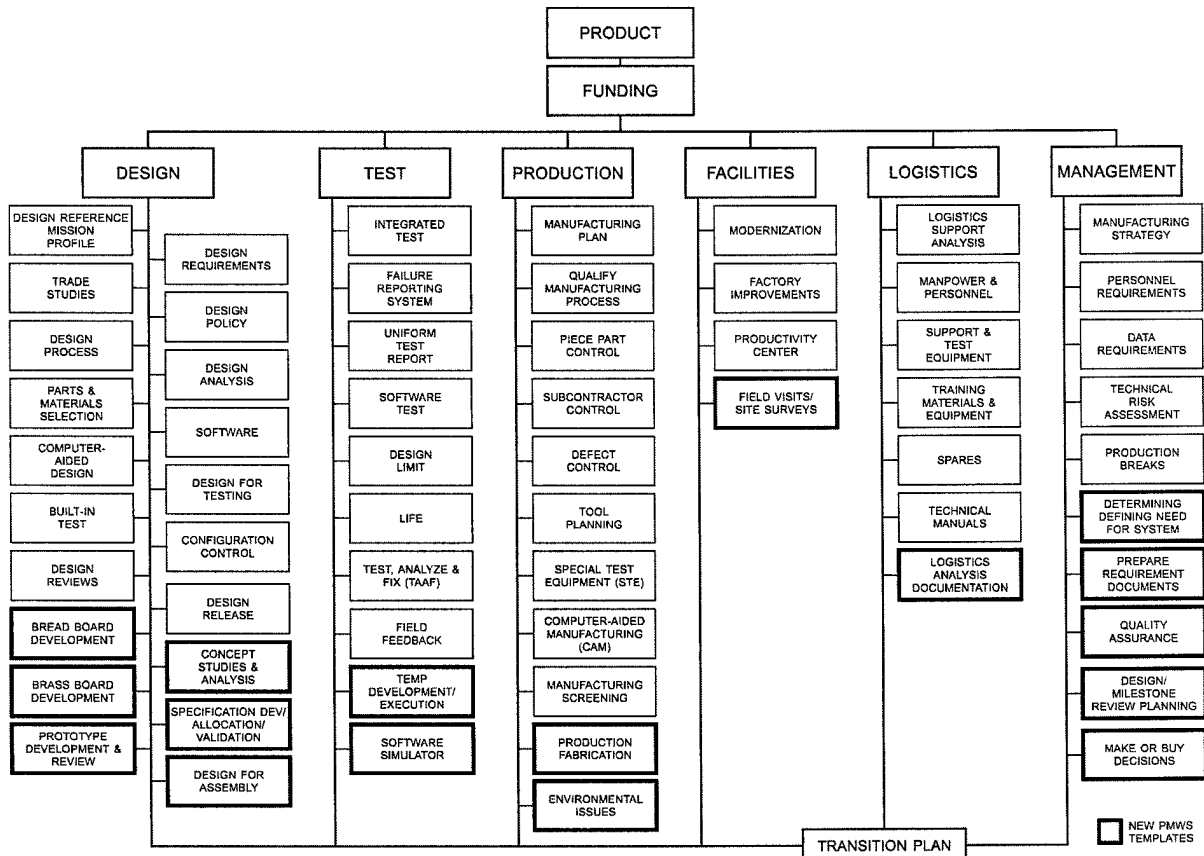 PRODUCT
FUNDING
DESIGN
TEST
PRODUCTION
FACILITIES
LOGISTICS
MANAGEMENT
DESIGN REFERENCE
MISSION
PROFILE
TRADE
STUDIES
DESIGN
PROCESS
PARTS &
MATERIALS
SELECTION
COMPUTER-
AIDED
DESIGN
BUILT-IN
TEST
DESIGN
REVIEWS
BREAD BOARD
DEVELOPMENT
BRASS BOARD
DEVELOPMENT
PROTOTYPE
DEVELOPMENT &
REVIEW
DESIGN
REQUIREMENTS
DESIGN
POLICY
DESIGN
ANALYSIS
SOFTWARE
DESIGN FOR
TESTING
CONFIGURATION
CONTROL
DESIGN
RELEASE
CONCEPT
STUDIES &
ANALYSIS
SPECIFICATION DEV/
ALLOCATION/
VALIDATION
DESIGN FOR
ASSEMBLY
INTEGRATED
TEST
FAILURE
REPORTING
SYSTEM
UNIFORM
TEST
REPORT
SOFTWARE
TEST
DESIGN
LIMIT
LIFE
TEST, ANALYZE &
FIX (TAAF)
FIELD
FEEDBACK
TEMP
DEVELOPMENT/
EXECUTION
SOFTWARE
SIMULATOR
MANUFACTURING
PLAN
QUALIFY
MANUFACTURING
PROCESS
PIECE PART
CONTROL
SUBCONTRACTOR
CONTROL
DEFECT
CONTROL
TOOL
PLANNING
SPECIAL TEST
EQUIPMENT (STE)
COMPUTER-AIDED
MANUFACTURING
(CAM)
MANUFACTURING
SCREENING
PRODUCTION
FABRICATION
ENVIRONMENTAL
ISSUES
MODERNIZATION
FACTORY
IMPROVEMENTS
PRODUCTIVITY
CENTER
FIELD VISITS/
SITE SURVEYS
LOGISTICS
SUPPORT
ANALYSIS
MANPOWER &
PERSONNEL
SUPPORT &
TEST
EQUIPMENT
TRAINING
MATERIALS &
EQUIPMENT
SPARES
TECHNICAL
MANUALS
LOGISTICS
ANALYSIS
DOCUMENTATION
MANUFACTURING
STRATEGY
PERSONNEL
REQUIREMENTS
DATA
REQUIREMENTS
TECHNICAL
RISK
ASSESSMENT
PRODUCTION
BREAKS
DETERMINING
DEFINING NEED
FOR SYSTEM
PREPARE
REQUIREMENT
DOCUMENTS
QUALITY
ASSURANCE
DESIGN/
MILESTONE
REVIEW PLANNING
MAKE OR BUY
DECISIONS
TRANSITION PLAN
NEW PMWS
TEMPLATES